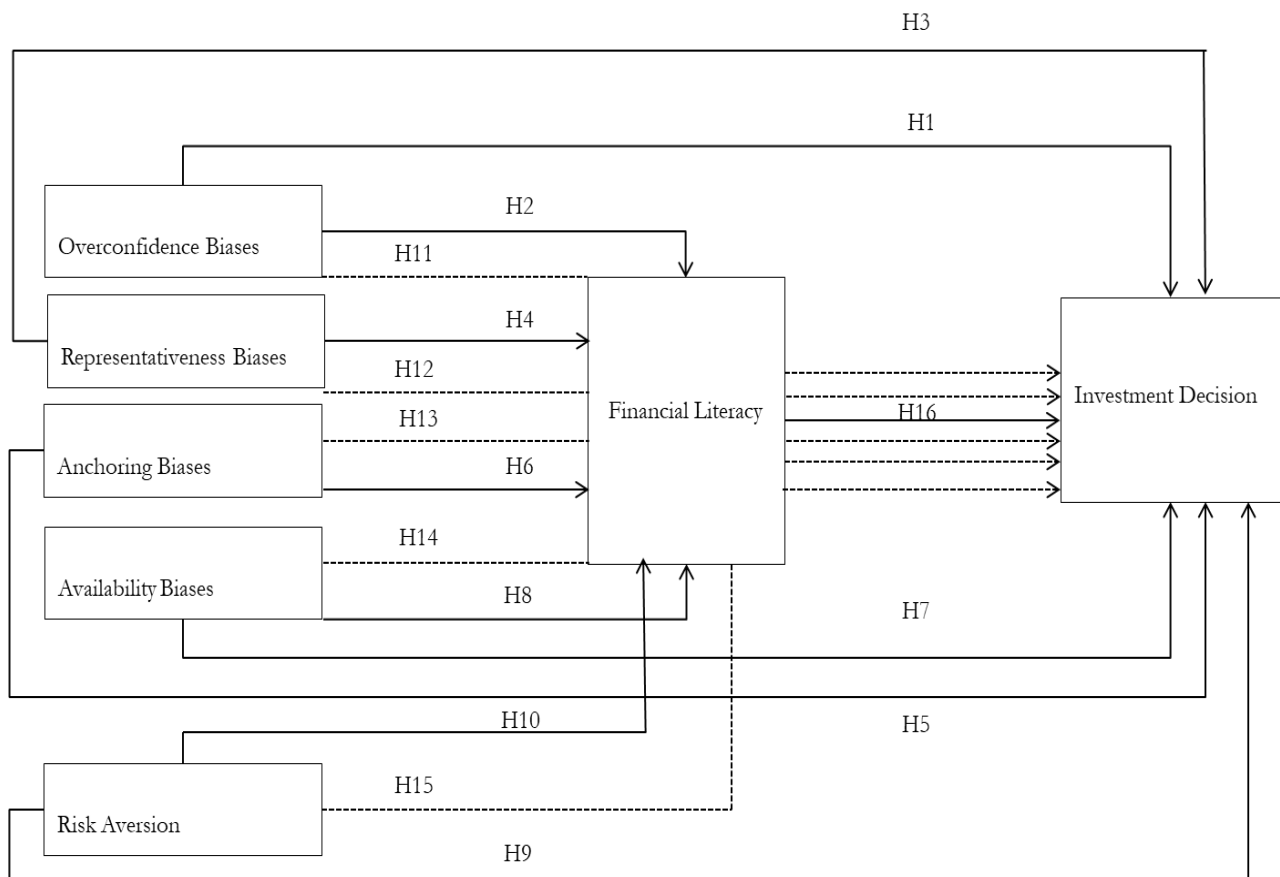 H3
H1
H2
Overconfidence Biases
H11
H4
Representativeness Biases
H12
Financial Literacy
Investment Decision
H13
H16
Anchoring Biases
H6
H14
Availability Biases
H8
H7
H10
H5
H15
Risk Aversion
H9